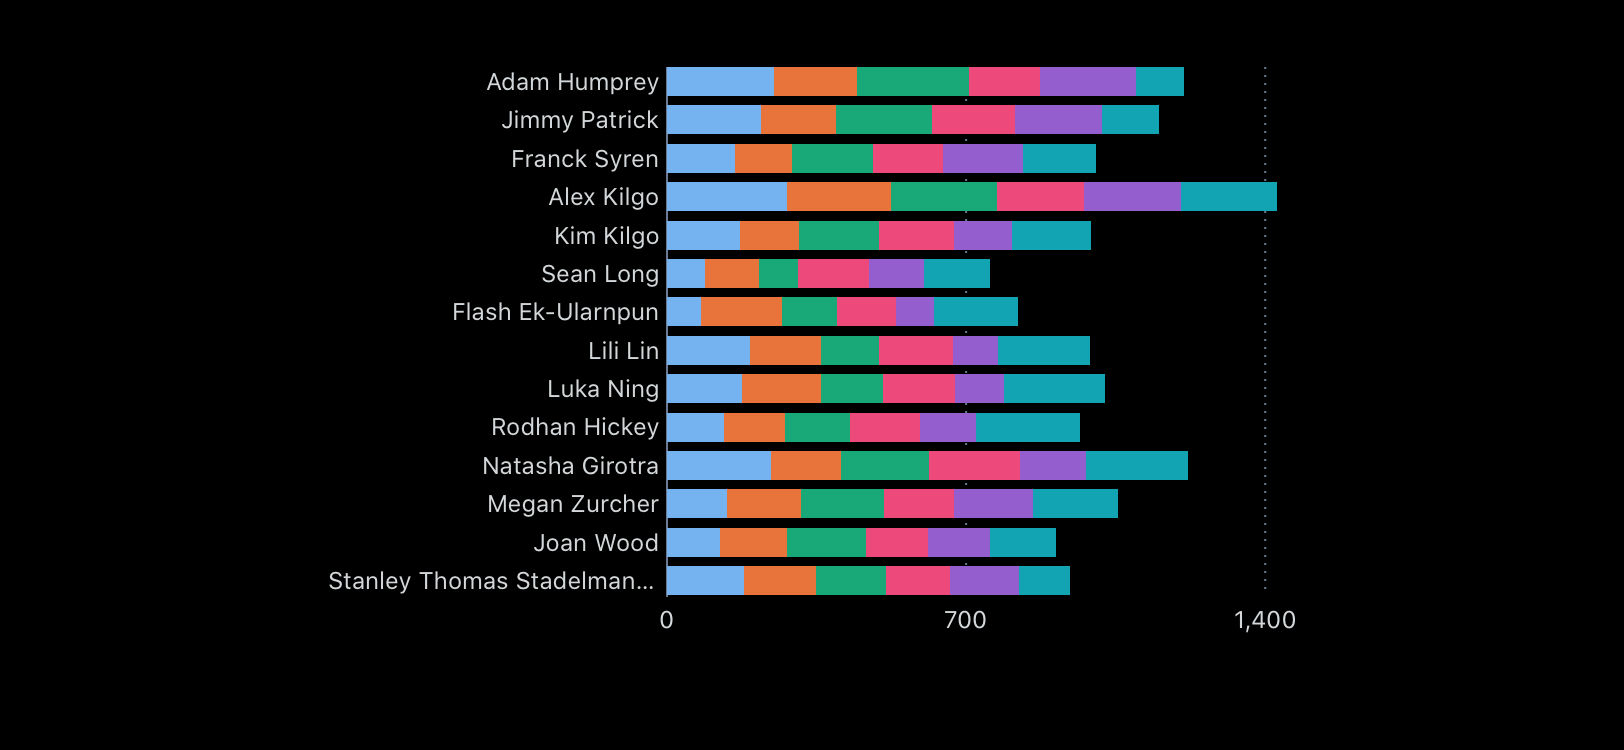 Adam Humprey
Jimmy Patrick
Franck Syren
Alex Kilgo
Kim Kilgo
Sean Long
Flash Ek-Ularnpun
Lili Lin
Luka Ning
Rodhan Hickey
Natasha Girotra
Megan Zurcher
Joan Wood
Stanley Thomas Stadelman...
0 700 1,400